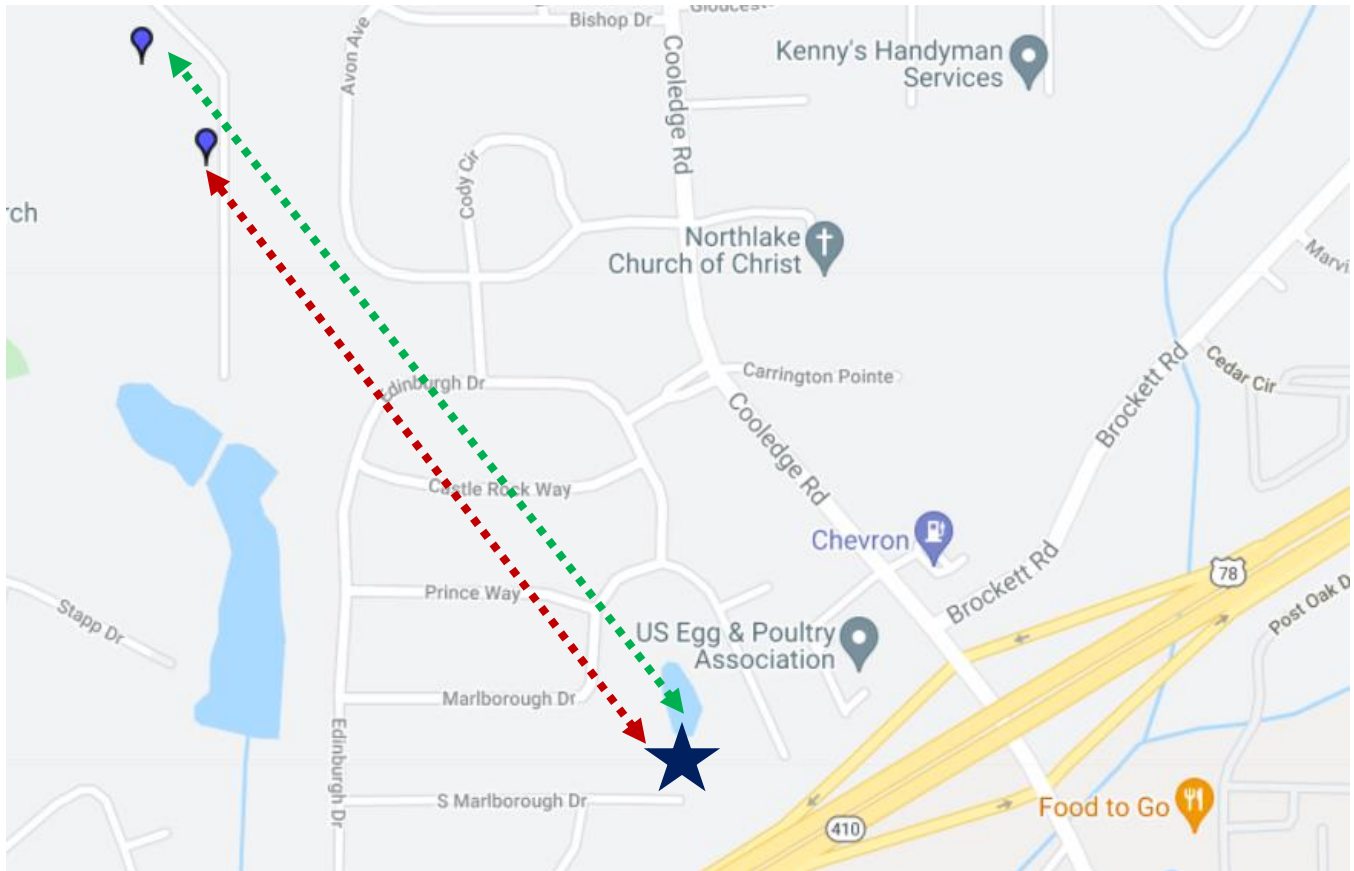 Bishop Dr
Avon Ave
Cooledge Rd
Kenny's Handyman
Services
Cody Cir
rch
Northlake
Church of Christ
Marvi
Edinburgh Dr
Carrington Pointe
Cedar Cir
Brockett Rd
Cooledge Rd
Castle Rock Way
Chevron
78
Prince Way
Brockett Rd
Post Oak D
Stapp Dr
US Egg & Poultry
Association
Marlborough Dr
Edinburgh Dr
S Marlborough Dr
Food to Go
410